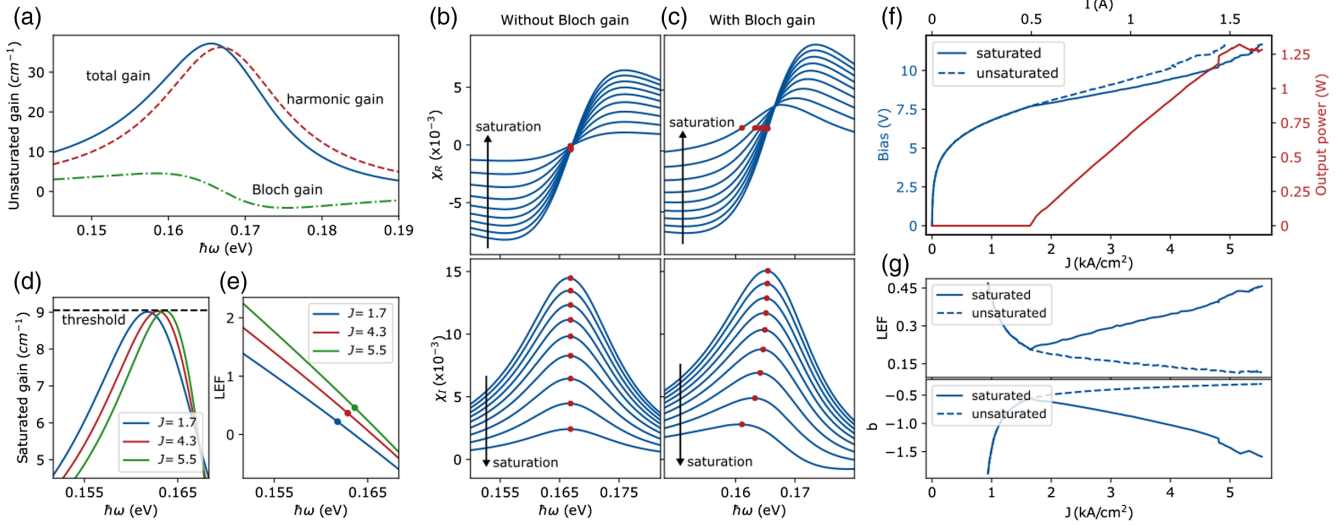 (a)
Unsaturated gain (cm⁻¹)
30
20
10
0
total gain
harmonic gain
Bloch gain
0.15
0.16
0.17
0.18
0.19
ħω (eV)
(b)
Without Bloch gain
χR (x10⁻³)
5
0
-5
saturation
χI (x10⁻³)
15
10
5
0
saturation
0.155
0.165
0.175
ħω (eV)
(c)
With Bloch gain
saturation
saturation
0.16
0.17
ħω (eV)
(d)
Saturated gain (cm⁻¹)
9
8
7
6
5
threshold
J= 1.7
J= 4.3
J= 5.5
0.155
0.165
ħω (eV)
(e)
LEF
2
1
0
J= 1.7
J= 4.3
J= 5.5
0.155
0.165
ħω (eV)
(f)
I (A)
0
0.5
1
1.5
Bias (V)
10
7.5
5
2.5
0
saturated
unsaturated
Output power (W)
1.25
1
0.75
0.5
0.25
0
0
1
2
3
4
5
J (kA/cm²)
(g)
LEF
0.45
0.3
0.15
saturated
unsaturated
b
-0.5
-1.0
-1.5
saturated
unsaturated
0
1
2
3
4
5
J (kA/cm²)